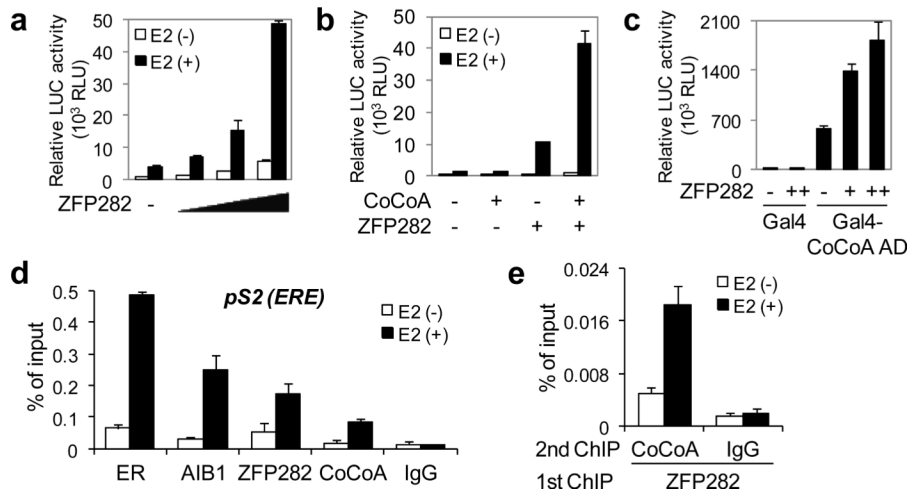 a
Relative LUC activity
(10³ RLU)
50
40
30
20
10
0
E2 (-)
E2 (+)
ZFP282 -
b
Relative LUC activity
(10³ RLU)
50
40
30
20
10
0
E2 (-)
E2 (+)
CoCoA - + - +
ZFP282 - - + +
c
Relative LUC activity
(10³ RLU)
2100
1400
700
0
ZFP282 - ++ - + ++
Gal4 Gal4-
CoCoA AD
d
pS2 (ERE)
% of input
0.5
0.4
0.3
0.2
0.1
0
E2 (-)
E2 (+)
ER AIB1 ZFP282 CoCoA IgG
e
% of input
0.024
0.016
0.008
0
E2 (-)
E2 (+)
2nd ChIP CoCoA IgG
1st ChIP ZFP282